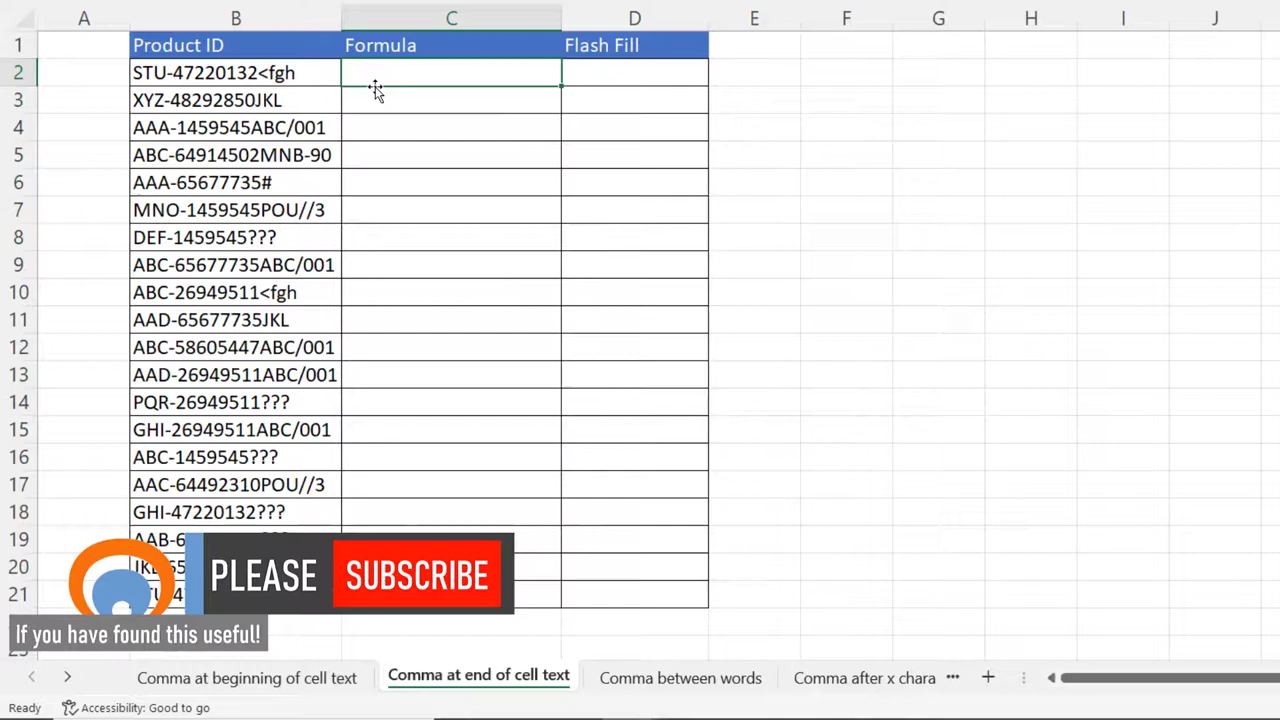 A B C D E F G H I J
1 Product ID Formula Flash Fill
2 STU-47220132<fgh
3 XYZ-48292850JKL
4 AAA-1459545ABC/001
5 ABC-64914502MNB-90
6 AAA-65677735#
7 MNO-1459545POU//3
8 DEF-1459545???
9 ABC-65677735ABC/001
10 ABC-26949511<fgh
11 AAD-65677735JKL
12 ABC-58605447ABC/001
13 AAD-26949511ABC/001
14 PQR-26949511???
15 GHI-26949511ABC/001
16 ABC-1459545???
17 AAC-64492310POU//3
18 GHI-47220132???
19
20
21
PLEASE SUBSCRIBE
If you have found this useful!
Comma at beginning of cell text Comma at end of cell text Comma between words Comma after x chara ...
Ready Accessibility: Good to go